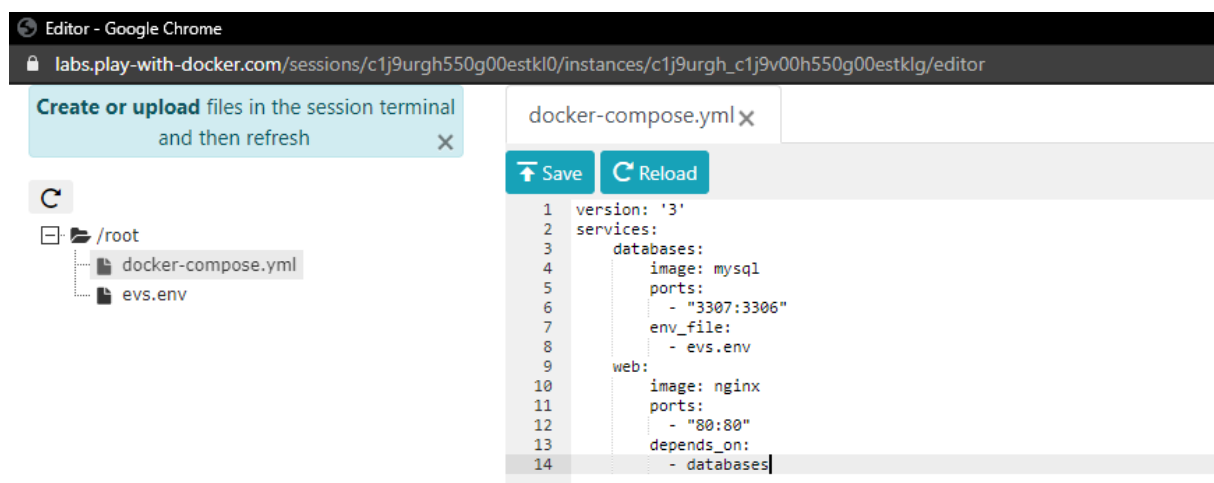 Editor - Google Chrome
labs.play-with-docker.com/sessions/c1j9urgh550g00estkl0/instances/c1j9urgh_c1j9v00h550g00estklg/editor
Create or upload files in the session terminal
and then refresh
/root
docker-compose.yml
evs.env
docker-compose.yml
Save Reload
1 version: '3'
2 services:
3     databases:
4         image: mysql
5         ports:
6           - "3307:3306"
7         env_file:
8           - evs.env
9     web:
10         image: nginx
11         ports:
12           - "80:80"
13         depends_on:
14           - databases